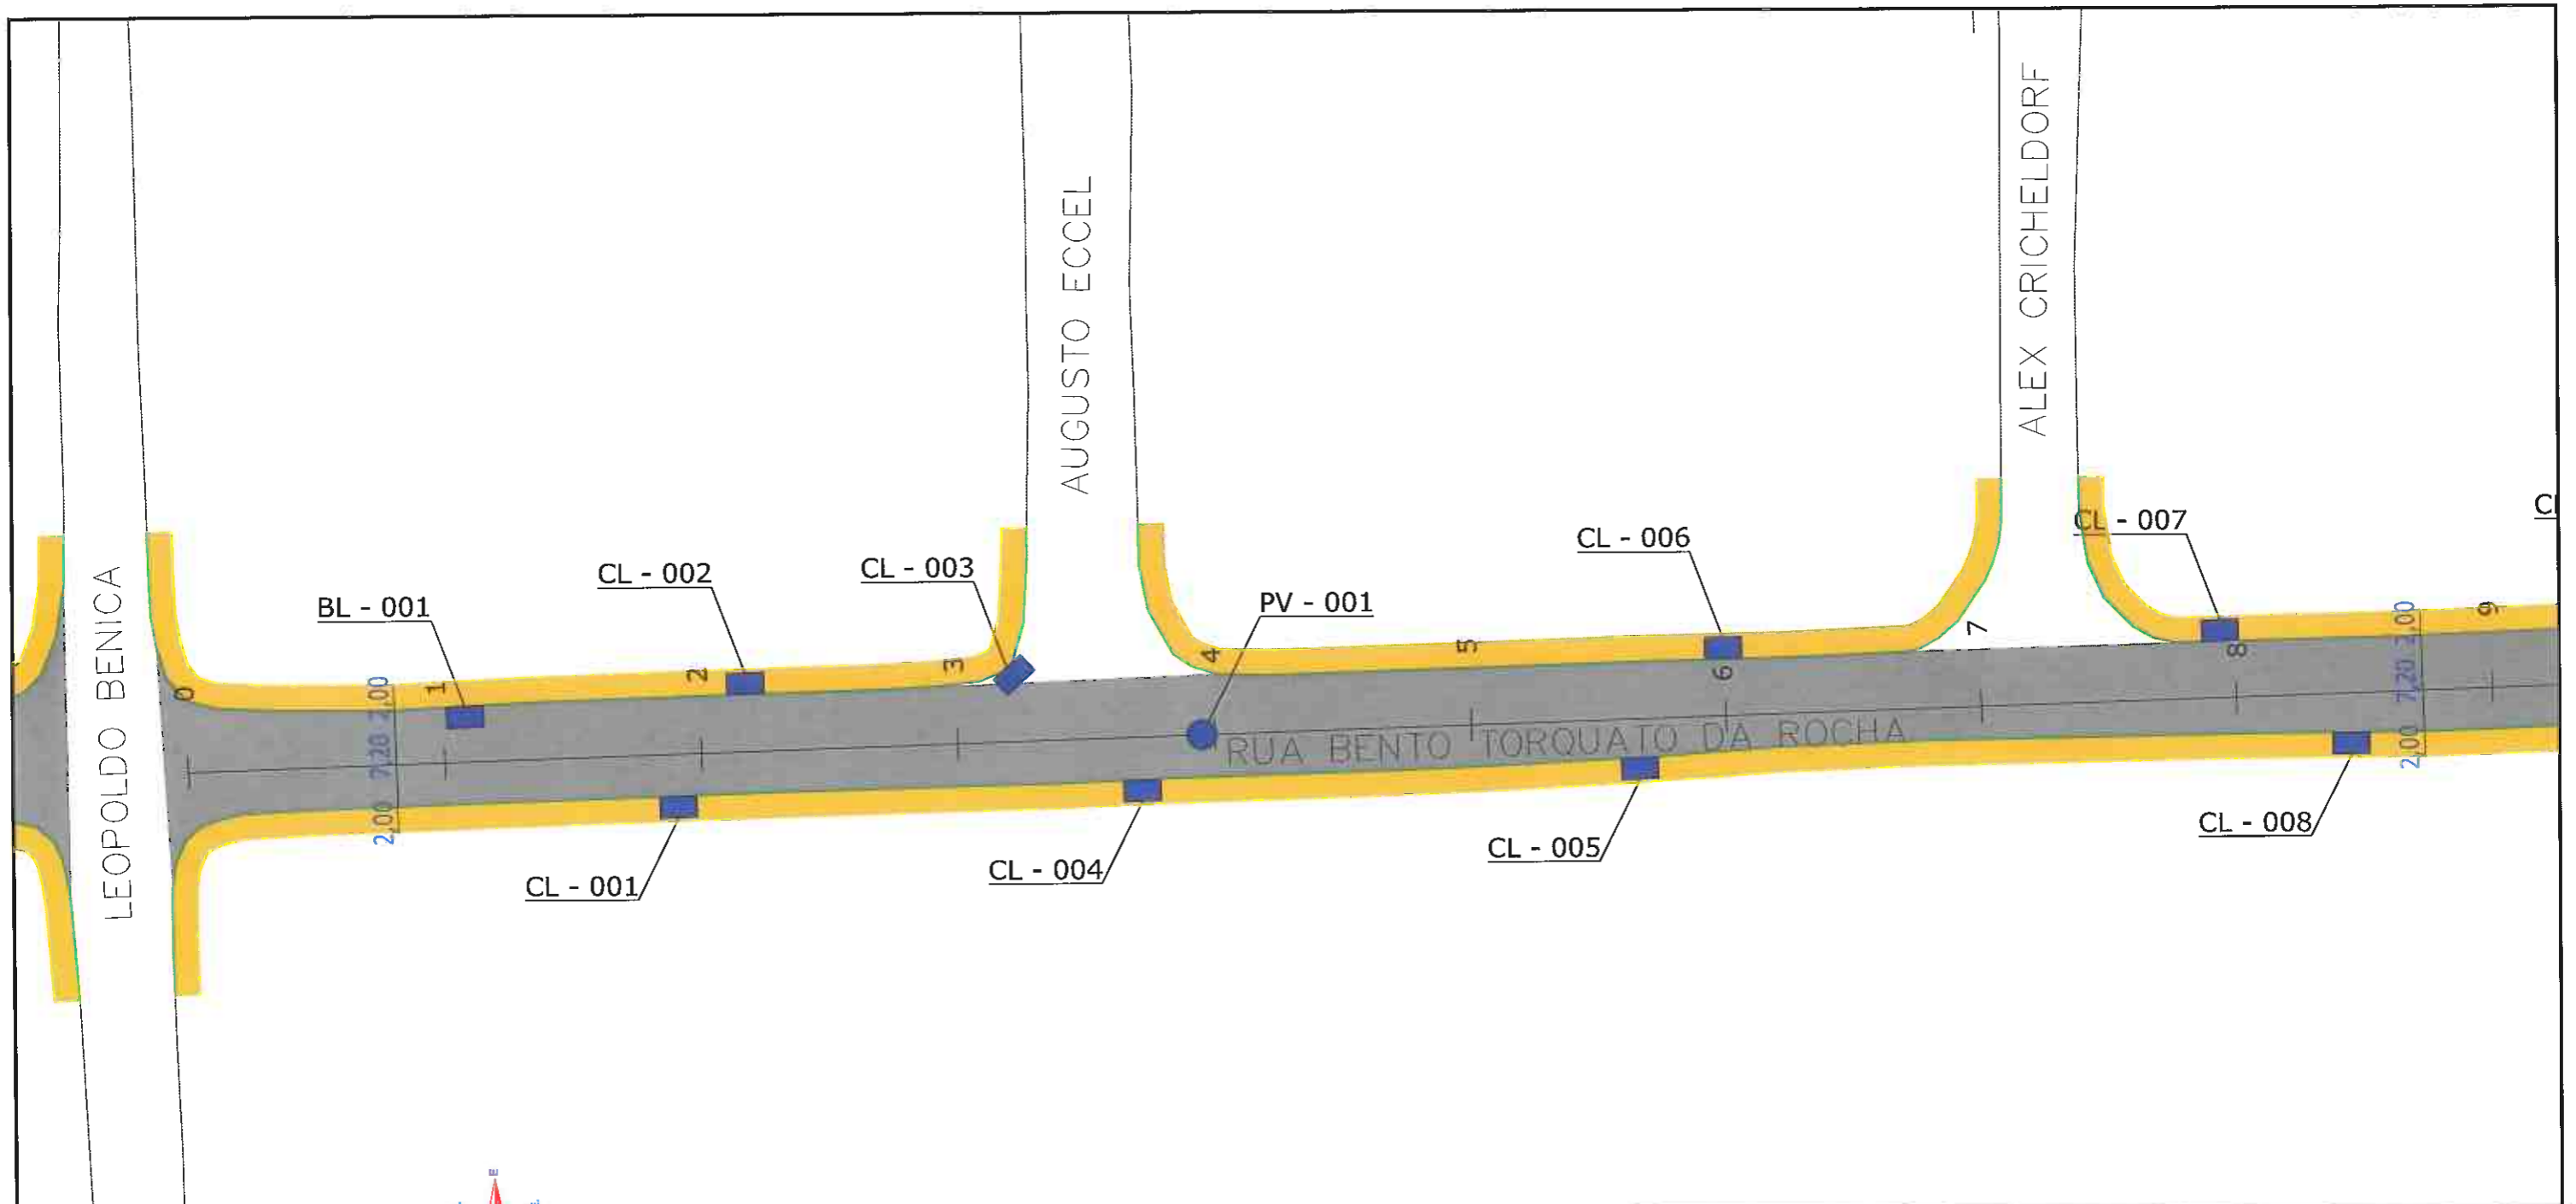 LEOPOLDO BENICA
AUGUSTO ECCEL
ALEX CRICHELDORF
BL - 001
CL - 002
CL - 003
PV - 001
CL - 006
CL - 007
0
1
2
3
4
5
6
7
8
9
2,00
7,28
2,00
2,00
7,20
2,00
RUA BENTO TORQUATO DA ROCHA
CL - 001
CL - 004
CL - 005
CL - 008
E